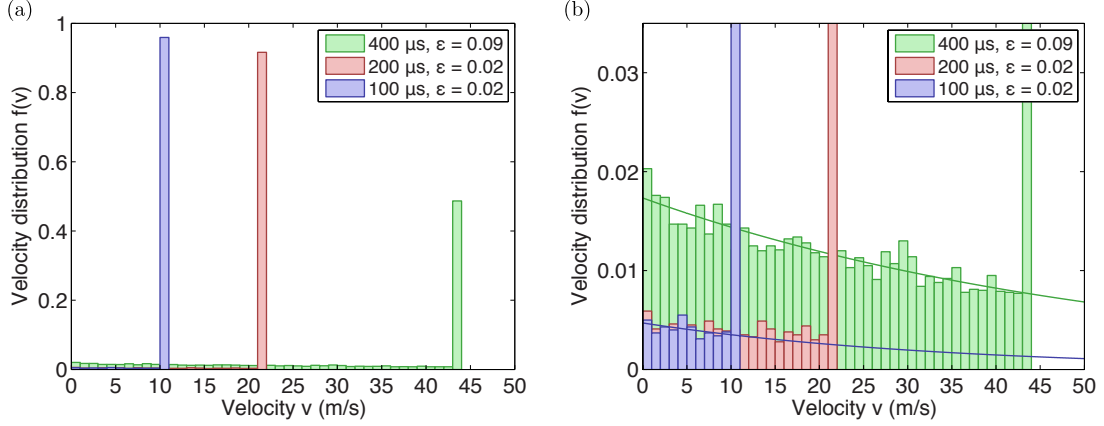 (a)
Velocity distribution f(v)
1
0.8
0.6
0.4
0.2
0
400 µs, ε = 0.09
200 µs, ε = 0.02
100 µs, ε = 0.02
0 5 10 15 20 25 30 35 40 45 50
Velocity v (m/s)
(b)
Velocity distribution f(v)
0.03
0.02
0.01
0
400 µs, ε = 0.09
200 µs, ε = 0.02
100 µs, ε = 0.02
0 5 10 15 20 25 30 35 40 45 50
Velocity v (m/s)